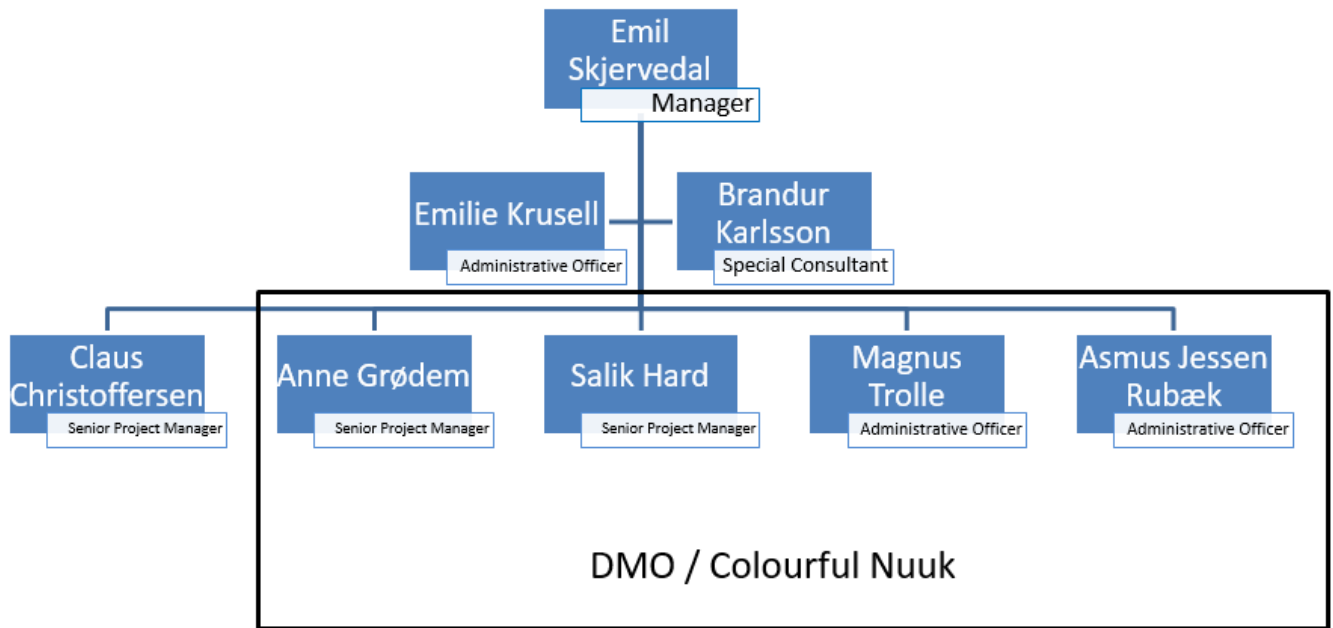 Emil
Skjervedal
Manager
Emilie Krusell
Administrative Officer
Brandur
Karlsson
Special Consultant
Claus
Christoffersen
Senior Project Manager
Anne Grødem
Senior Project Manager
Salik Hard
Senior Project Manager
Magnus
Trolle
Administrative Officer
Asmus Jessen
Rubæk
Administrative Officer
DMO / Colourful Nuuk